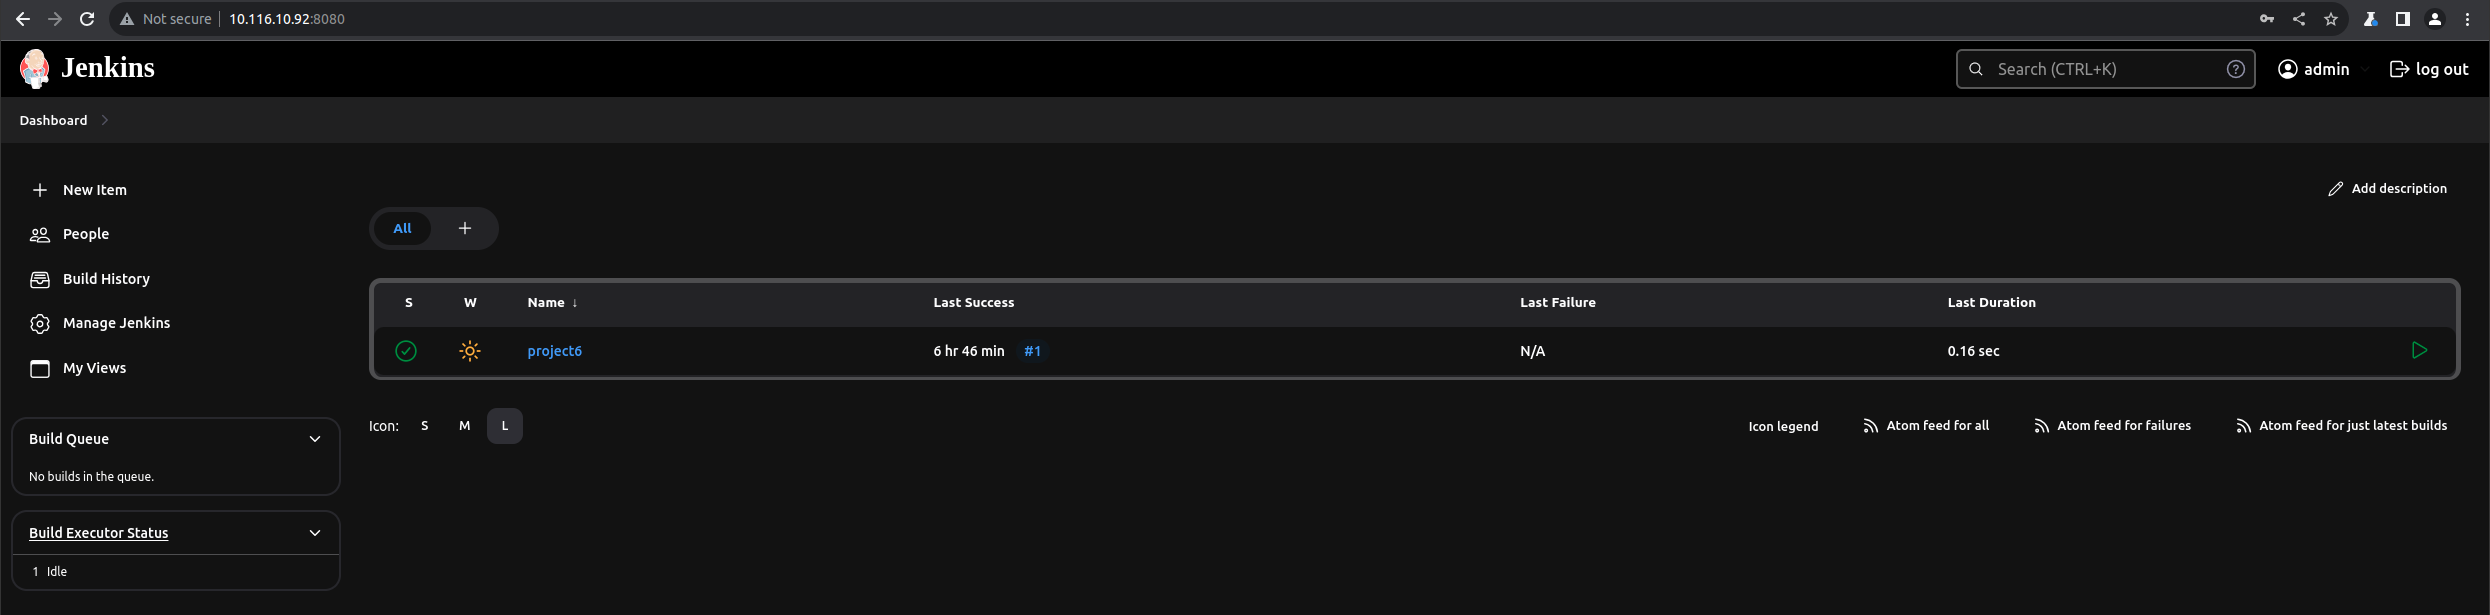 Not secure | 10.116.10.92:8080
Jenkins
Search (CTRL+K)
admin
log out
Dashboard
New Item
People
Build History
Manage Jenkins
My Views
Build Queue
No builds in the queue.
Build Executor Status
1 Idle
Add description
All +
S W Name ↓ Last Success Last Failure Last Duration
project6 6 hr 46 min #1 N/A 0.16 sec
Icon: S M L
Icon legend
Atom feed for all
Atom feed for failures
Atom feed for just latest builds